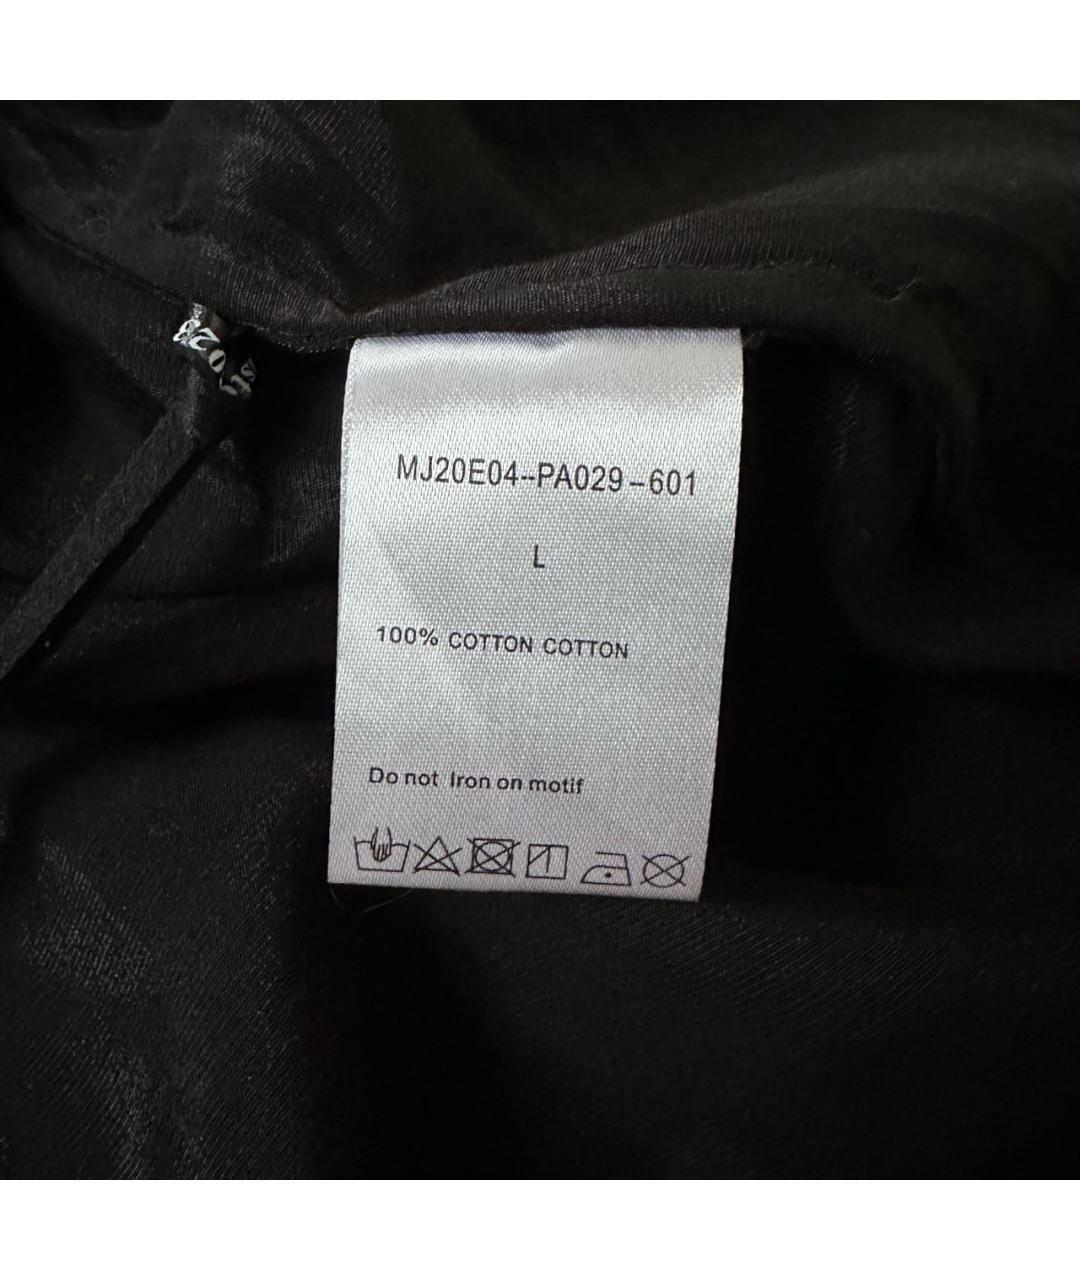 MJ20E04--PA029-601
L
100% COTTON COTTON
Do not Iron on motif